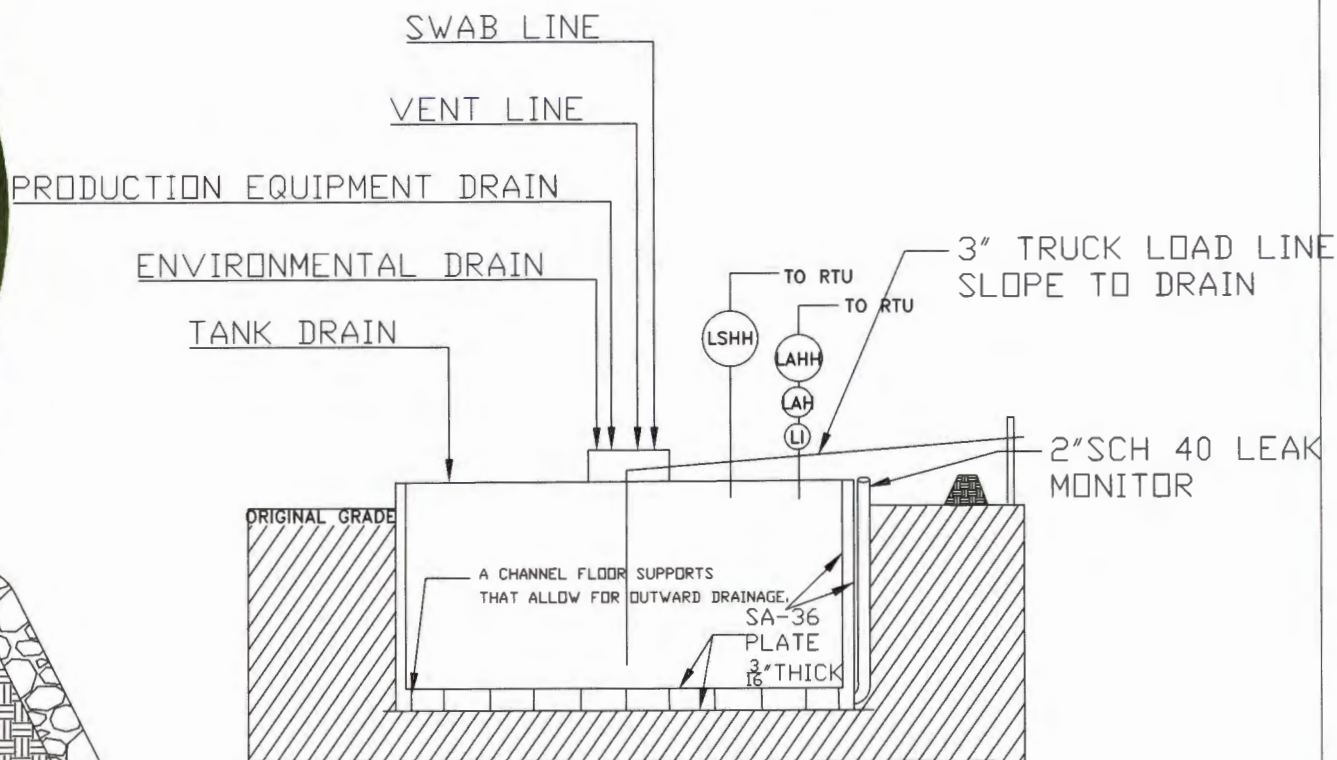 SWAB LINE
VENT LINE
PRODUCTION EQUIPMENT DRAIN
ENVIRONMENTAL DRAIN
TANK DRAIN
TO RTU
TO RTU
LSHH
LAHH
LAH
LI
3" TRUCK LOAD LINE
SLOPE TO DRAIN
2"SCH 40 LEAK
MONITOR
ORIGINAL GRADE
A CHANNEL FLOOR SUPPORTS
THAT ALLOW FOR OUTWARD DRAINAGE.
SA-36
PLATE
3/16" THICK